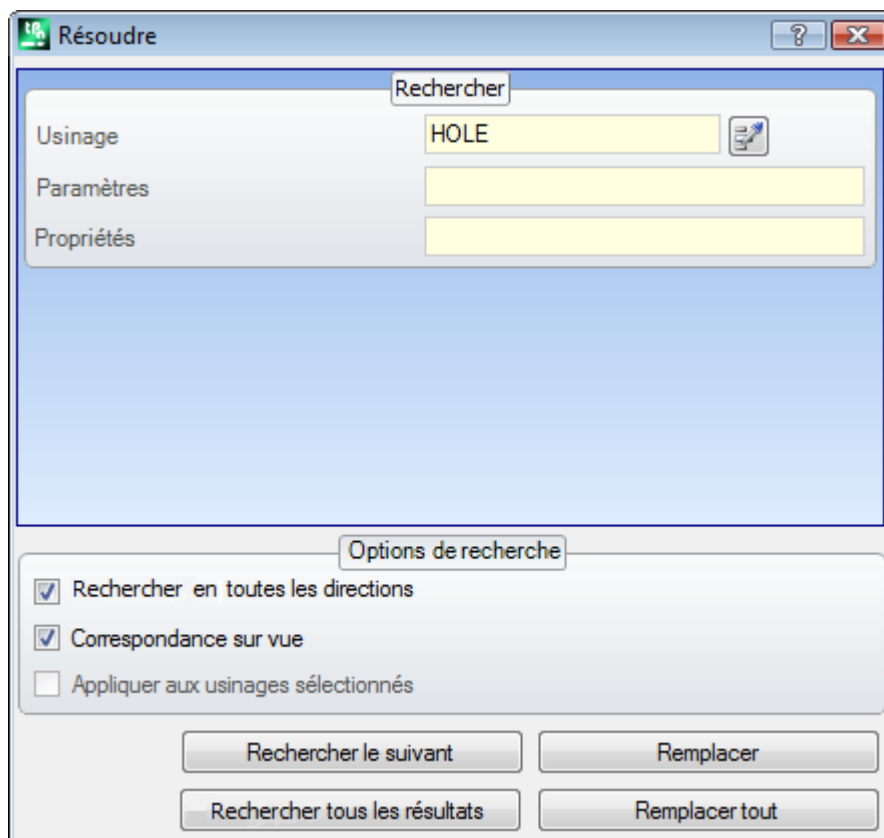 Résoudre
Rechercher
Usinage HOLE
Paramètres
Propriétés
Options de recherche
Rechercher en toutes les directions
Correspondance sur vue
Appliquer aux usinages sélectionnés
Rechercher le suivant Remplacer
Rechercher tous les résultats Remplacer tout